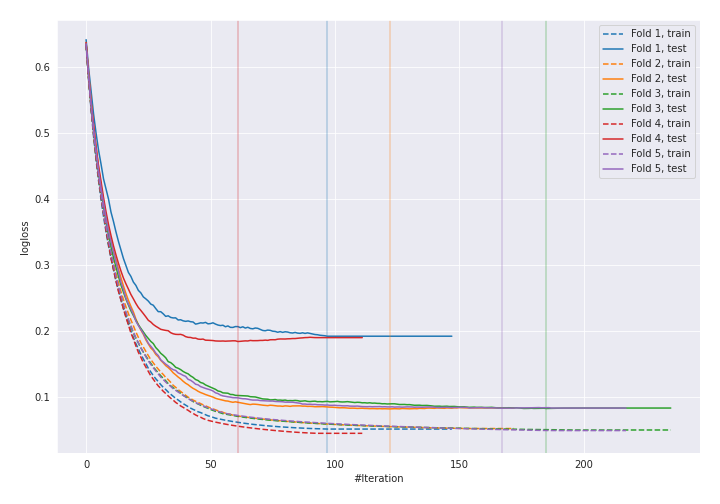 logloss
0.6
0.5
0.4
0.3
0.2
0.1
0
50
100
150
200
#Iteration
Fold 1, train
Fold 1, test
Fold 2, train
Fold 2, test
Fold 3, train
Fold 3, test
Fold 4, train
Fold 4, test
Fold 5, train
Fold 5, test